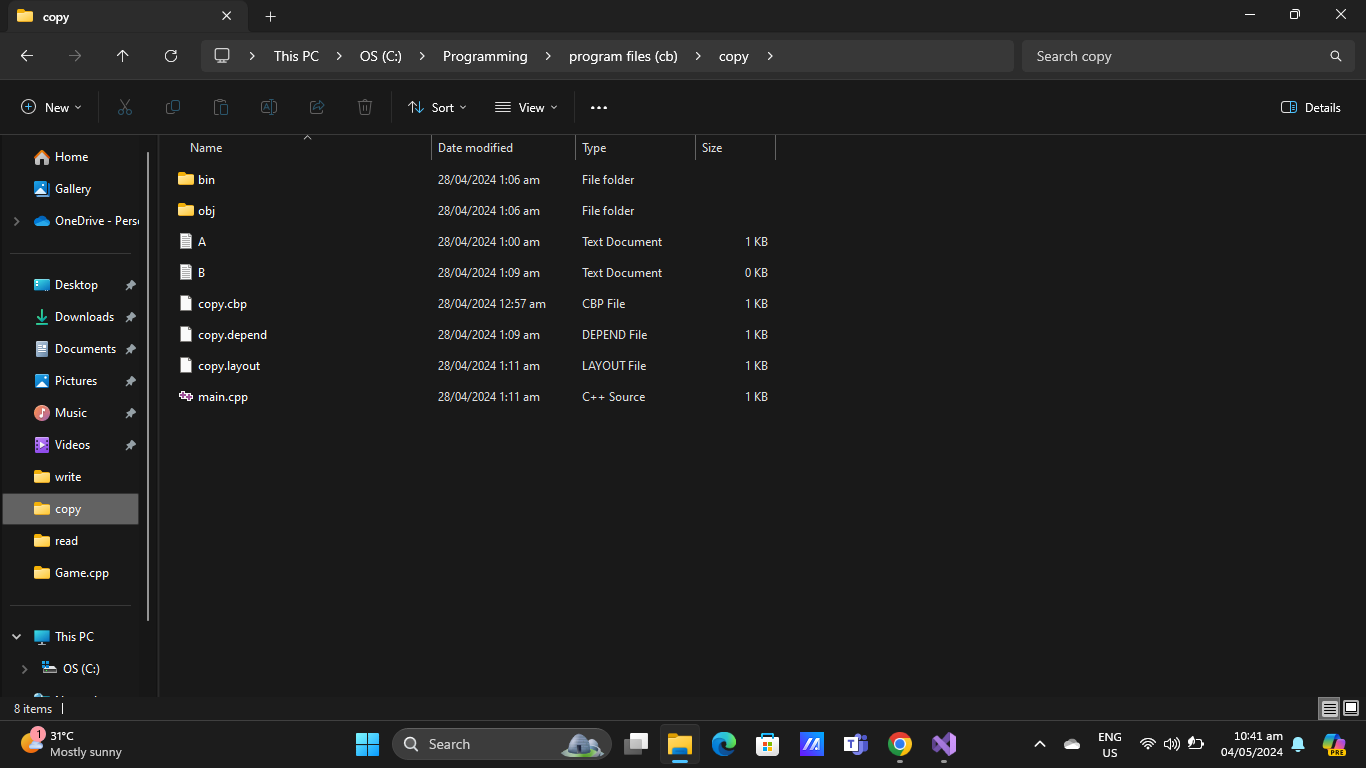 copy
This PC > OS (C:) > Programming > program files (cb) > copy >
Search copy
New
Sort
View
Details
Name
Date modified
Type
Size
Home
Gallery
OneDrive - Pers
Desktop
Downloads
Documents
Pictures
Music
Videos
write
copy
read
Game.cpp
This PC
OS (C:)
bin 28/04/2024 1:06 am File folder
obj 28/04/2024 1:06 am File folder
A 28/04/2024 1:00 am Text Document 1 KB
B 28/04/2024 1:09 am Text Document 0 KB
copy.cbp 28/04/2024 12:57 am CBP File 1 KB
copy.depend 28/04/2024 1:09 am DEPEND File 1 KB
copy.layout 28/04/2024 1:11 am LAYOUT File 1 KB
main.cpp 28/04/2024 1:11 am C++ Source 1 KB
8 items
1
31°C
Mostly sunny
Search
ENG
US
10:41 am
04/05/2024
PRE